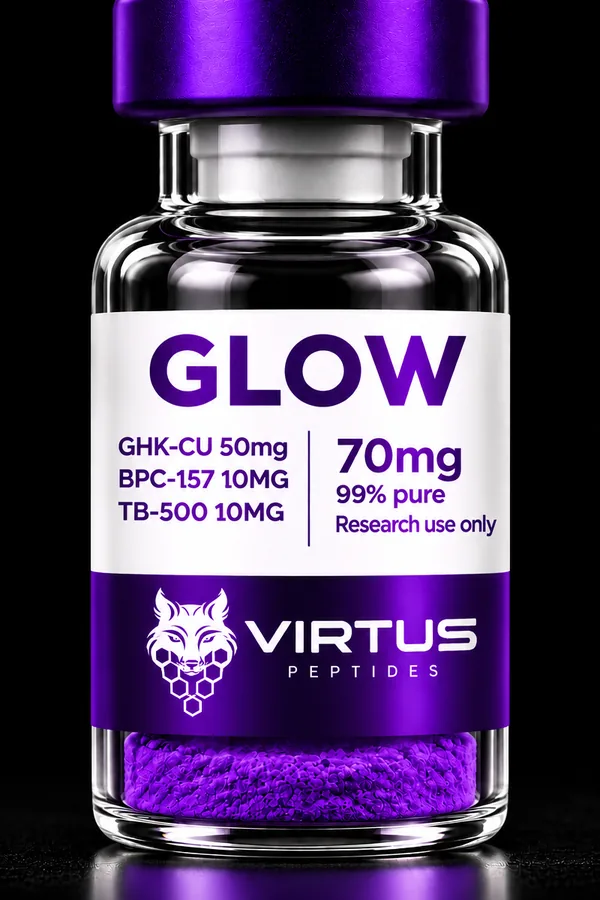 GLOW
GHK-CU 50mg
BPC-157 10MG
TB-500 10MG
70mg
99% pure
Research use only
VIRTUS
PEPTIDES